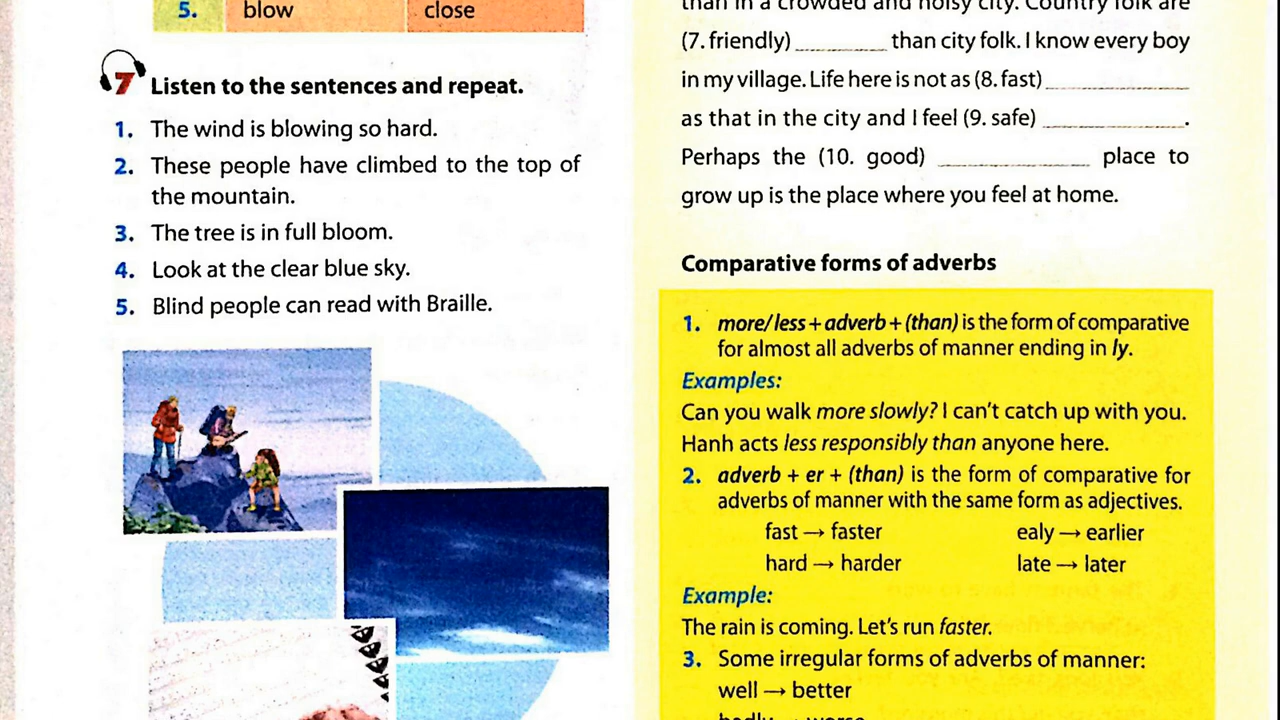 5. blow close
7 Listen to the sentences and repeat.
1. The wind is blowing so hard.
2. These people have climbed to the top of
the mountain.
3. The tree is in full bloom.
4. Look at the clear blue sky.
5. Blind people can read with Braille.
than in a crowded and noisy city. Country folk are
(7. friendly) __________ than city folk. I know every boy
in my village. Life here is not as (8. fast) __________
as that in the city and I feel (9. safe) __________.
Perhaps the (10. good) __________ place to
grow up is the place where you feel at home.
Comparative forms of adverbs
1. more/less + adverb + (than) is the form of comparative
for almost all adverbs of manner ending in ly.
Examples:
Can you walk more slowly? I can't catch up with you.
Hanh acts less responsibly than anyone here.
2. adverb + er + (than) is the form of comparative for
adverbs of manner with the same form as adjectives.
fast → faster ealy → earlier
hard → harder late → later
Example:
The rain is coming. Let's run faster.
3. Some irregular forms of adverbs of manner:
well → better
badly → worse